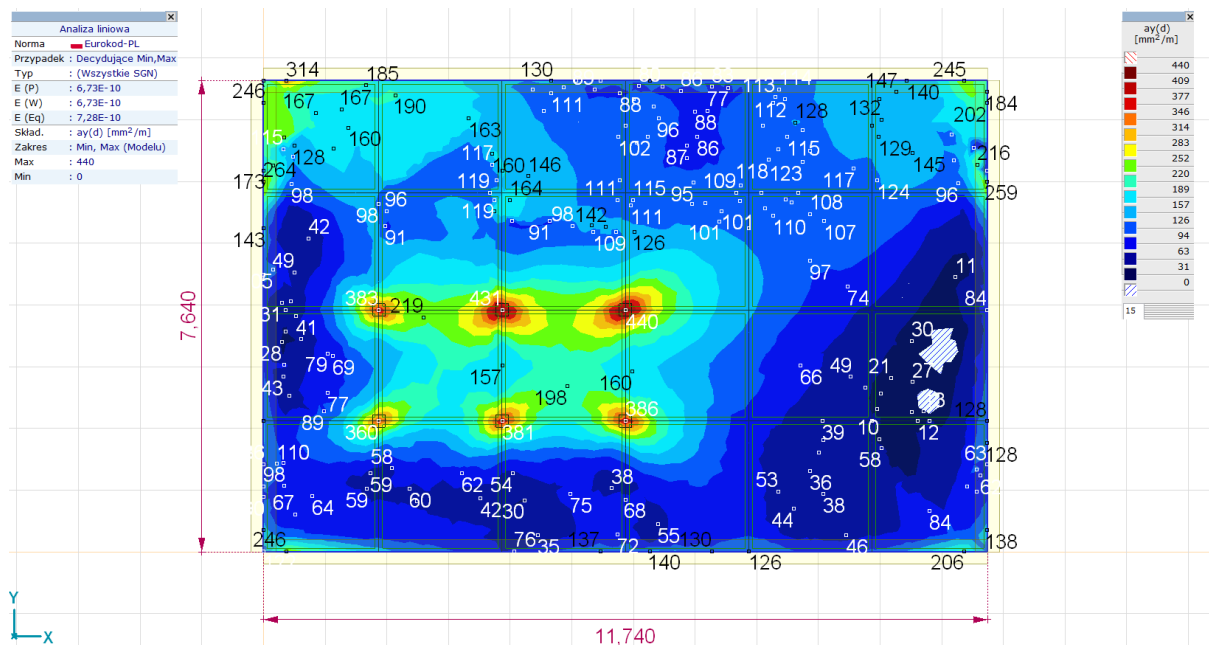 Analiza liniowa
Norma Eurokod-PL
Przypadek : Decydujące Min,Max
Typ : (Wszystkie SGN)
E (P) : 6,73E-10
E (W) : 6,73E-10
E (Eq) : 7,28E-10
Skład. : ay(d) [mm²/m]
Zakres : Min, Max (Modelu)
Max : 440
Min : 0
ay(d)
[mm²/m]
440
409
377
346
314
283
252
220
189
157
126
94
63
31
0
15
314 185 130 147 245
246 167 167 190 111 88 77 113 132 140 184
160 163 96 88 112 128 202
128 117 102 87 86 115 129 145 216
264 160 146
173 98 119 164 111 115 95 109 118 123 117 124 96 259
96 98 119 111 101 108
143 42 91 91 98 142 109 126 101 110 107
49 97 11
383 219 431 440 74 84
31 41 30
28 79 69 157 160 66 49 21 27
43 77 198
89 360 381 386 39 10 12 128
110 58 58 63 128
98 59 62 54 38 53 36
67 64 59 60 42 30 75 68 44 38 84
246 76 35 137 72 55 130 46 138
140 126 206
7,640
11,740
Y
X